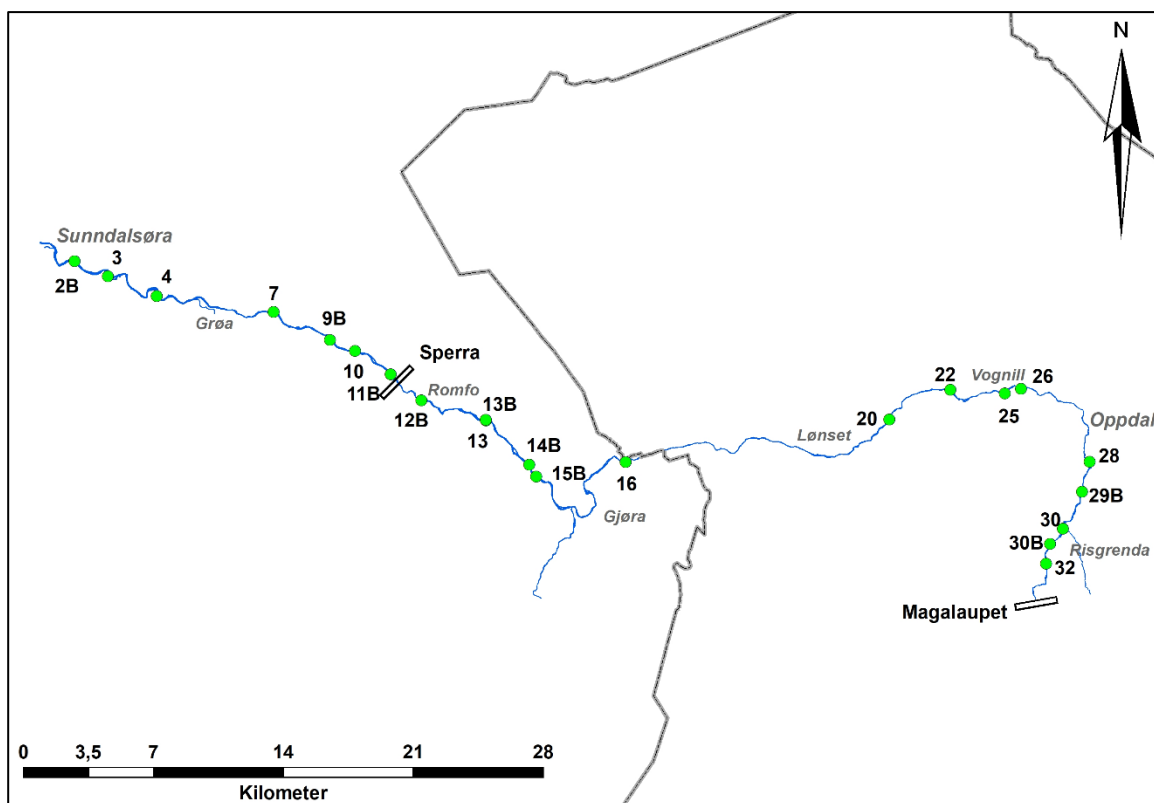 N
Sunndalsøra
2B
3
4
Grøa
7
9B
10
11B
Sperra
12B
Romfo
13B
13
14B
15B
Gjøra
16
Lønset
20
22
Vognill
25
26
Oppdal
28
29B
30
30B
Risgrenda
32
Magalaupet
0 3,5 7 14 21 28
Kilometer